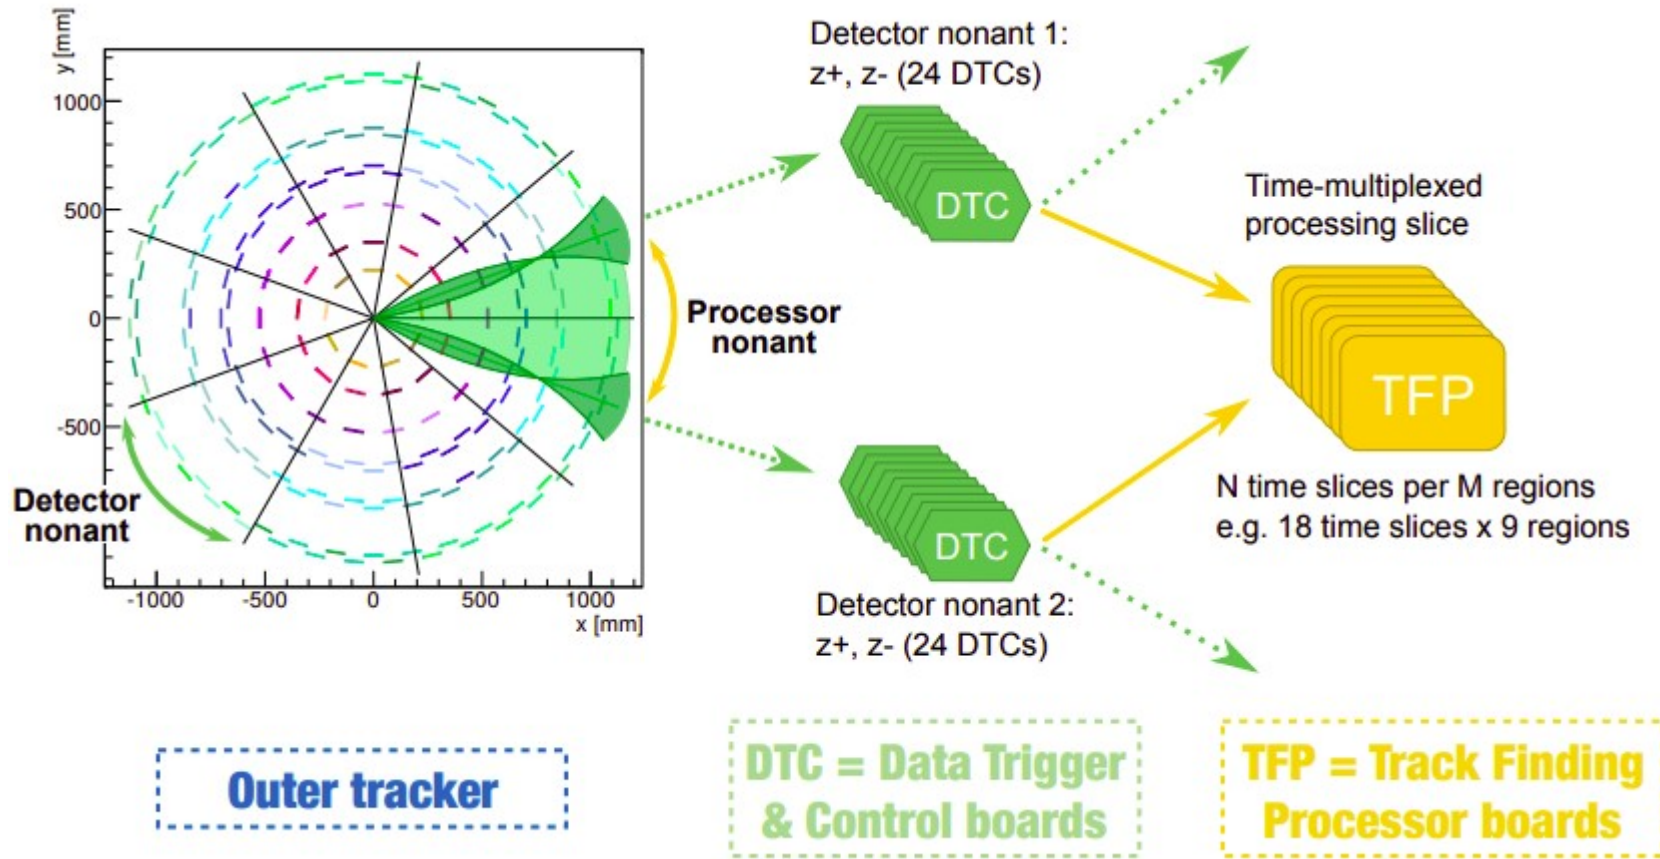 y [mm]
1000
500
0
-500
-1000
-500
0
500
1000
x [mm]
Detector
nonant
Processor
nonant
Detector nonant 1:
z+, z- (24 DTCs)
DTC
DTC
Detector nonant 2:
z+, z- (24 DTCs)
Time-multiplexed
processing slice
TFP
N time slices per M regions
e.g. 18 time slices x 9 regions
Outer tracker
DTC = Data Trigger
& Control boards
TFP = Track Finding
Processor boards